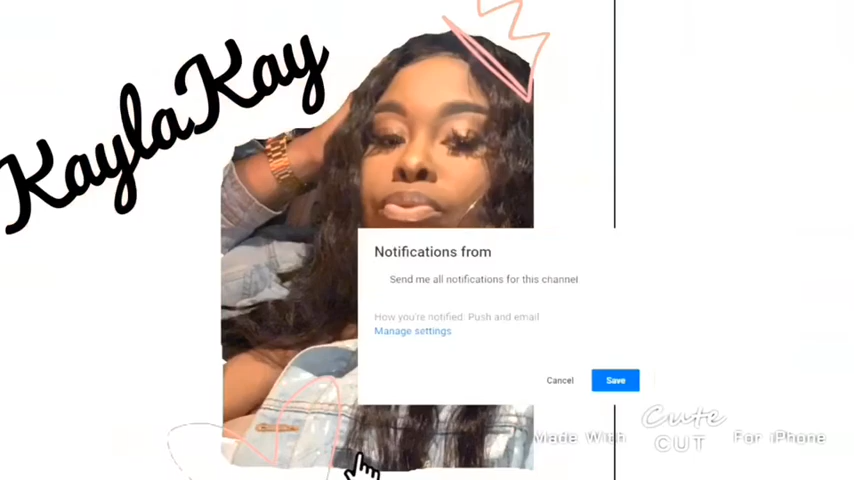 KaylaKay
Notifications from
Send me all notifications for this channel
How you're notified: Push and email
Manage settings
Cancel Save
Made With Cute CUT For iPhone